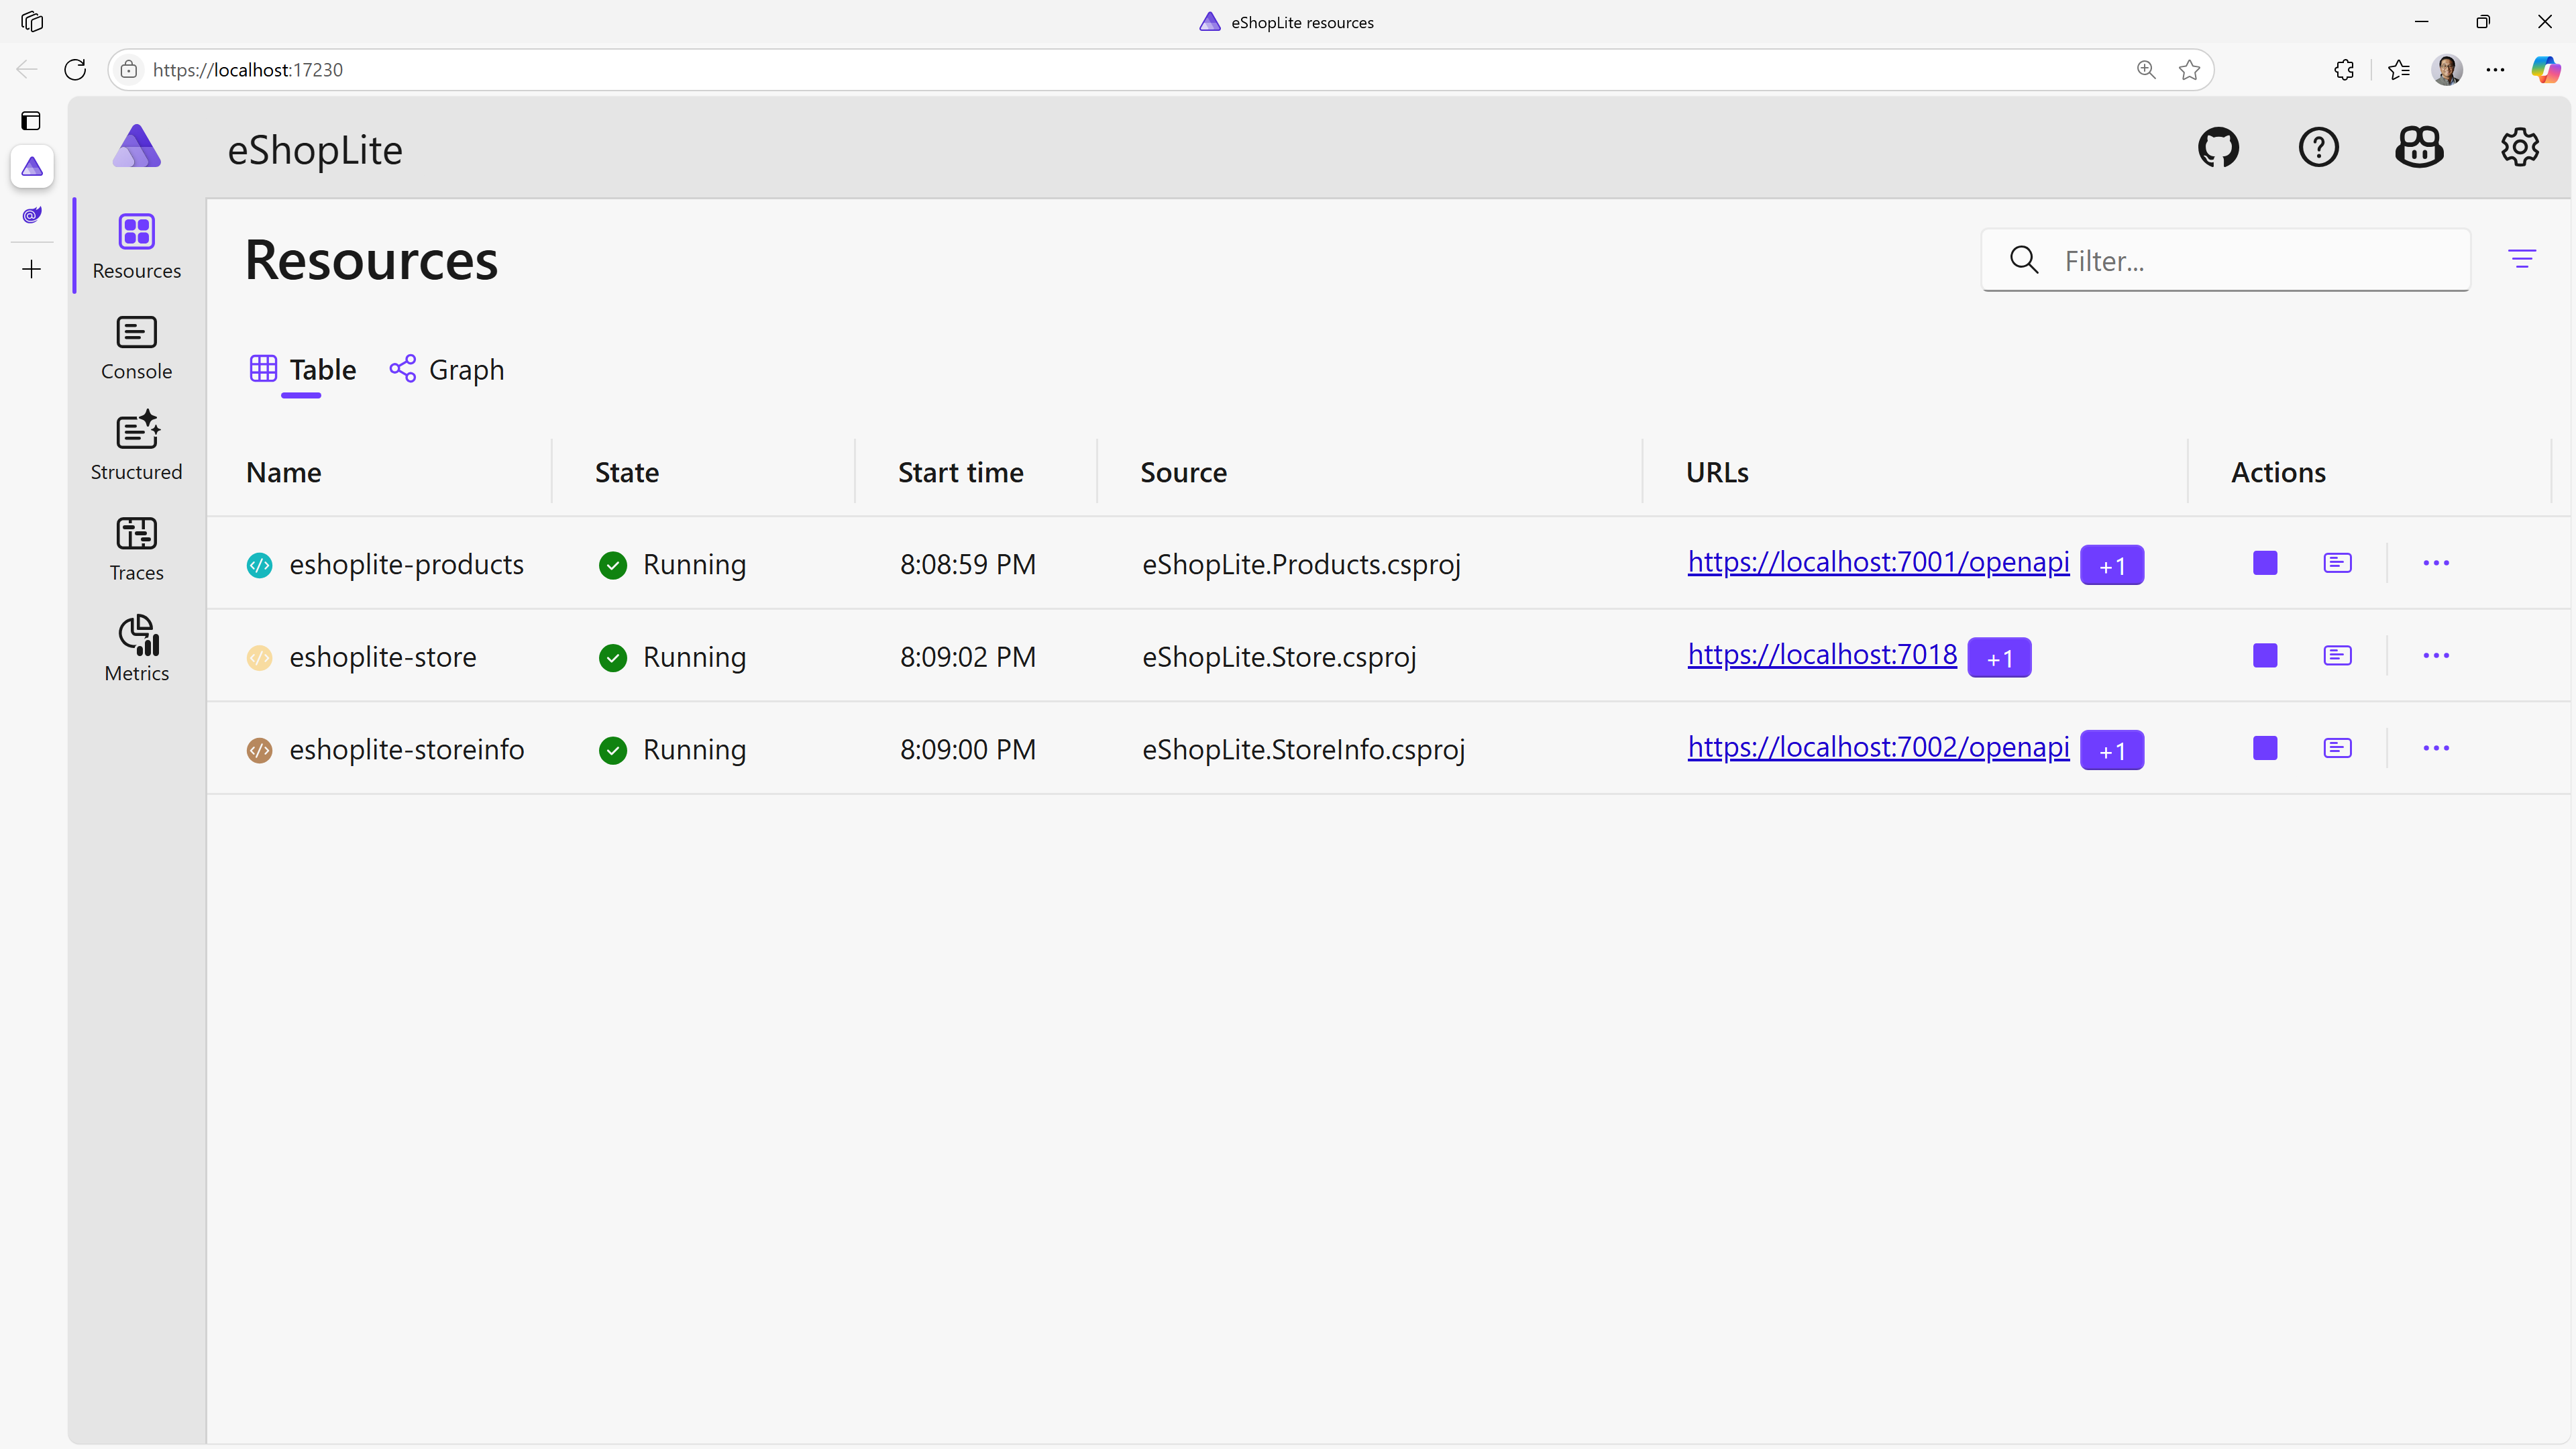 eShopLite resources
https://localhost:17230
eShopLite
Resources
Console
Structured
Traces
Metrics
Resources
Filter...
Table Graph
Name State Start time Source URLs Actions
eshoplite-products Running 8:08:59 PM eShopLite.Products.csproj https://localhost:7001/openapi +1
eshoplite-store Running 8:09:02 PM eShopLite.Store.csproj https://localhost:7018 +1
eshoplite-storeinfo Running 8:09:00 PM eShopLite.StoreInfo.csproj https://localhost:7002/openapi +1